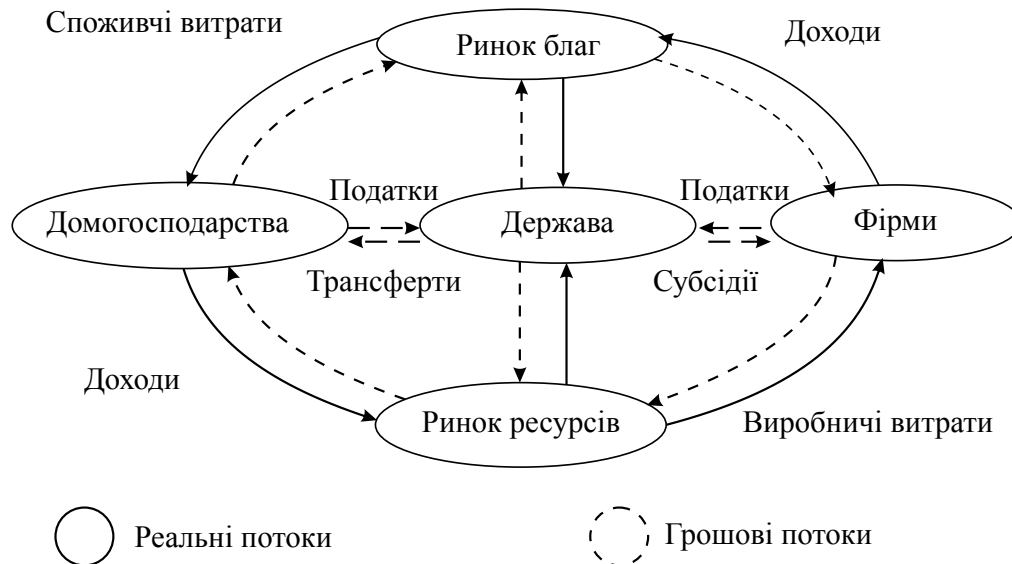 Споживчі витрати
Ринок благ
Доходи
Податки
Податки
Домогосподарства
Держава
Фірми
Трансферти
Субсидії
Доходи
Ринок ресурсів
Виробничі витрати
Реальні потоки
Грошові потоки